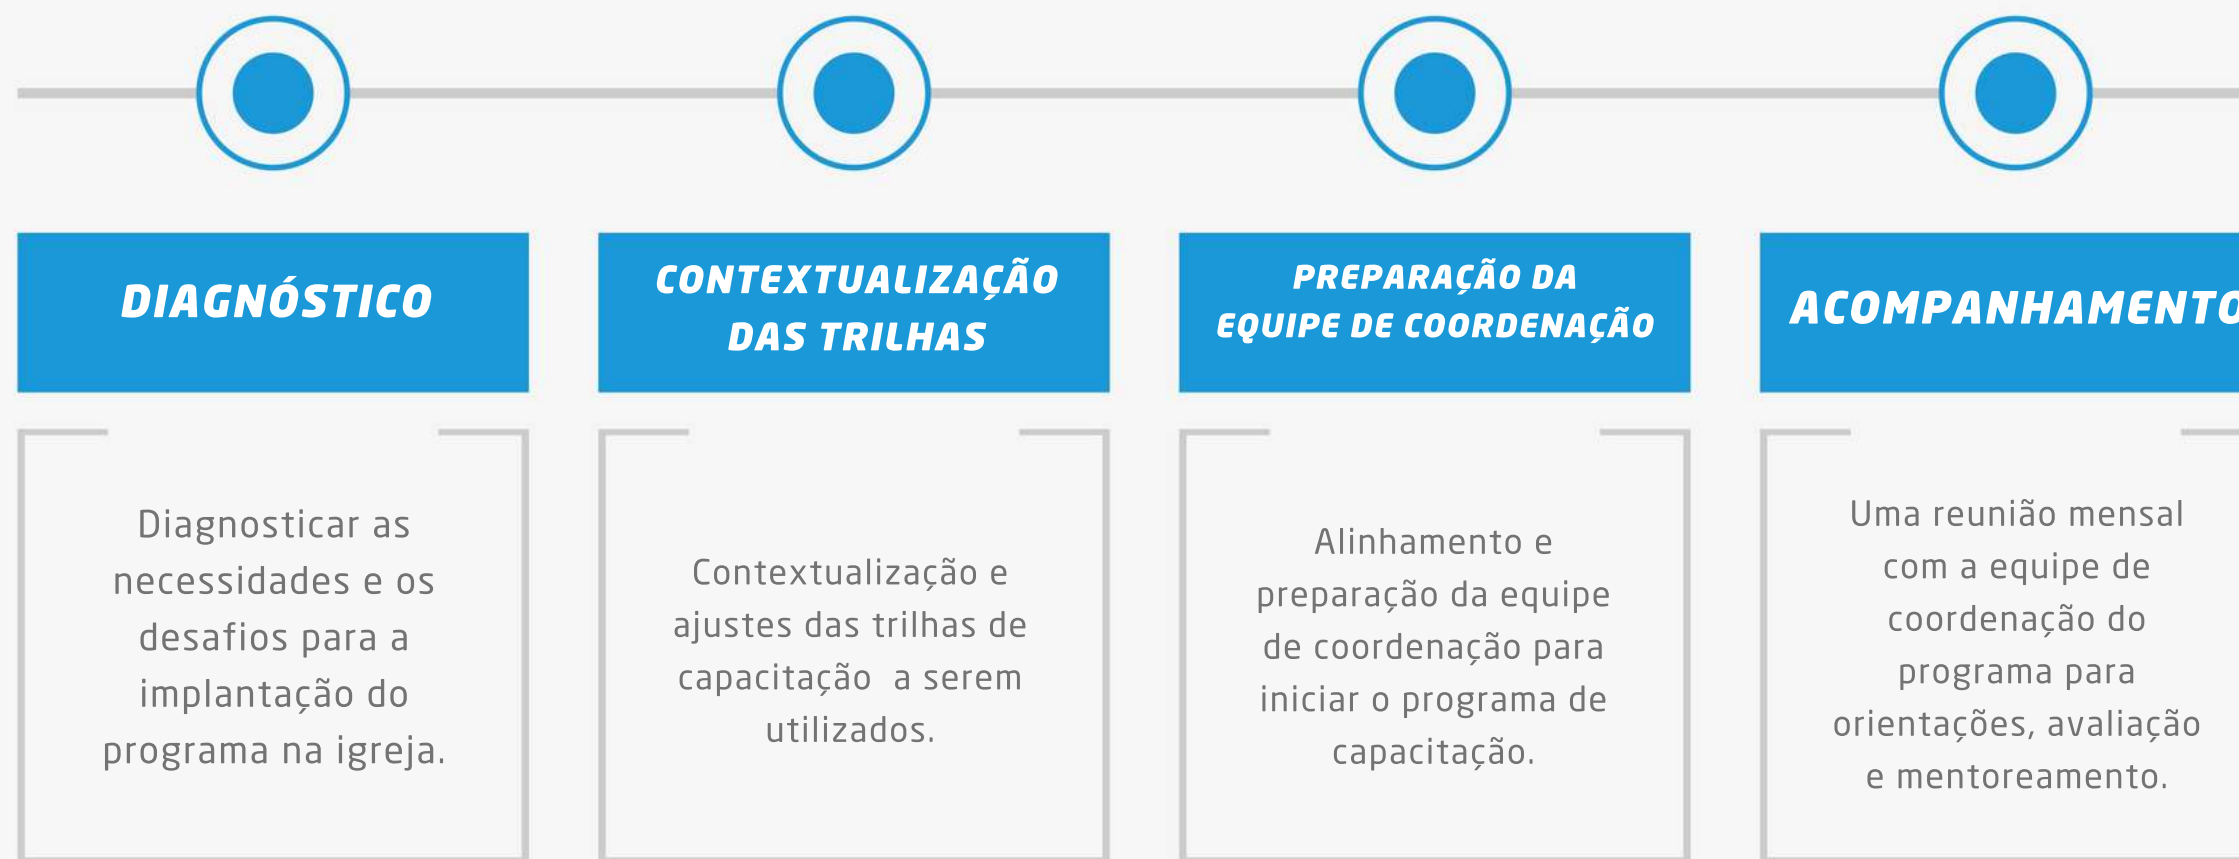 DIAGNÓSTICO
Diagnosticar as
necessidades e os
desafios para a
implantação do
programa na igreja.
CONTEXTUALIZAÇÃO
DAS TRILHAS
Contextualização e
ajustes das trilhas de
capacitação a serem
utilizados.
PREPARAÇÃO DA
EQUIPE DE COORDENAÇÃO
Alinhamento e
preparação da equipe
de coordenação para
iniciar o programa de
capacitação.
ACOMPANHAMENTO
Uma reunião mensal
com a equipe de
coordenação do
programa para
orientações, avaliação
e mentoreamento.